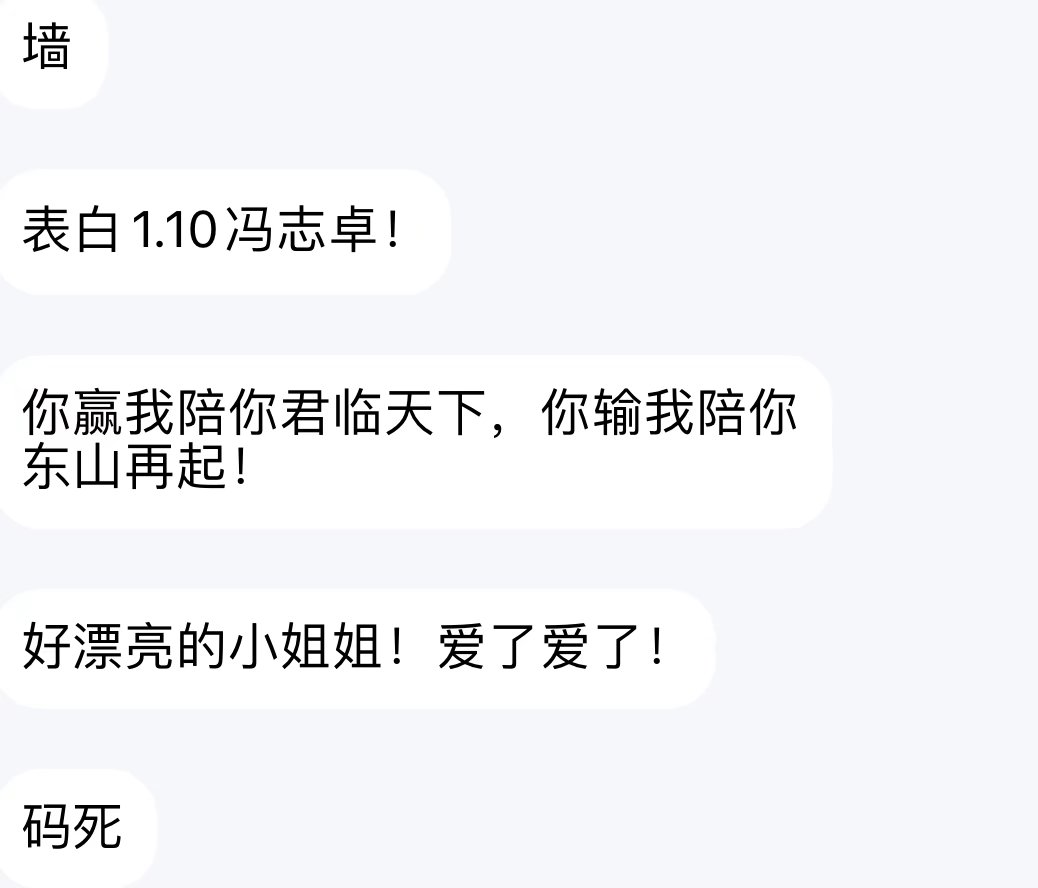 墙
表白1.10冯志卓！
你赢我陪你君临天下，你输我陪你
东山再起！
好漂亮的小姐姐！爱了爱了！
码死